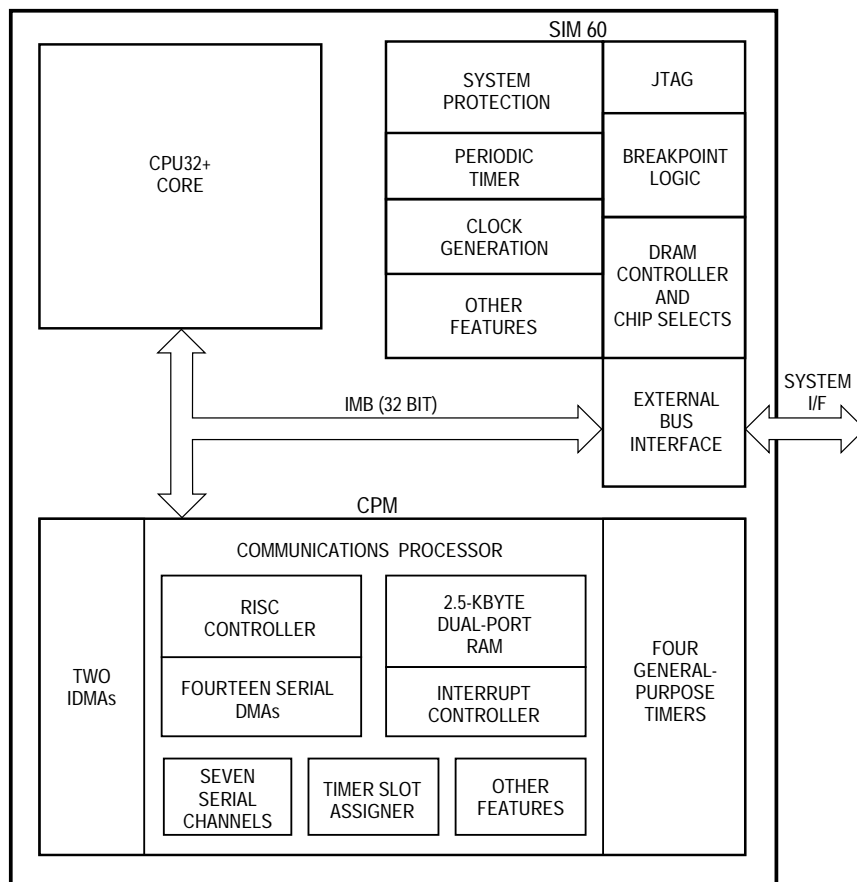 SIM 60
CPU32+
CORE
SYSTEM
PROTECTION
PERIODIC
TIMER
CLOCK
GENERATION
OTHER
FEATURES
JTAG
BREAKPOINT
LOGIC
DRAM
CONTROLLER
AND
CHIP SELECTS
EXTERNAL
BUS
INTERFACE
SYSTEM
I/F
IMB (32 BIT)
CPM
TWO
IDMAs
COMMUNICATIONS PROCESSOR
RISC
CONTROLLER
FOURTEEN SERIAL
DMAs
2.5-KBYTE
DUAL-PORT
RAM
INTERRUPT
CONTROLLER
SEVEN
SERIAL
CHANNELS
TIMER SLOT
ASSIGNER
OTHER
FEATURES
FOUR
GENERAL-
PURPOSE
TIMERS